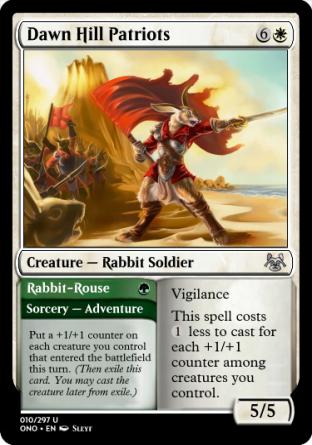 Dawn Hill Patriots 6
Creature — Rabbit Soldier
Rabbit-Rouse
Sorcery — Adventure
Put a +1/+1 counter on
each creature you control
that entered the battlefield
this turn. (Then exile this
card. You may cast the
creature later from exile.)
Vigilance
This spell costs
1 less to cast for
each +1/+1
counter among
creatures you
control.
5/5
010/297 U
ONO • EN Sleyf